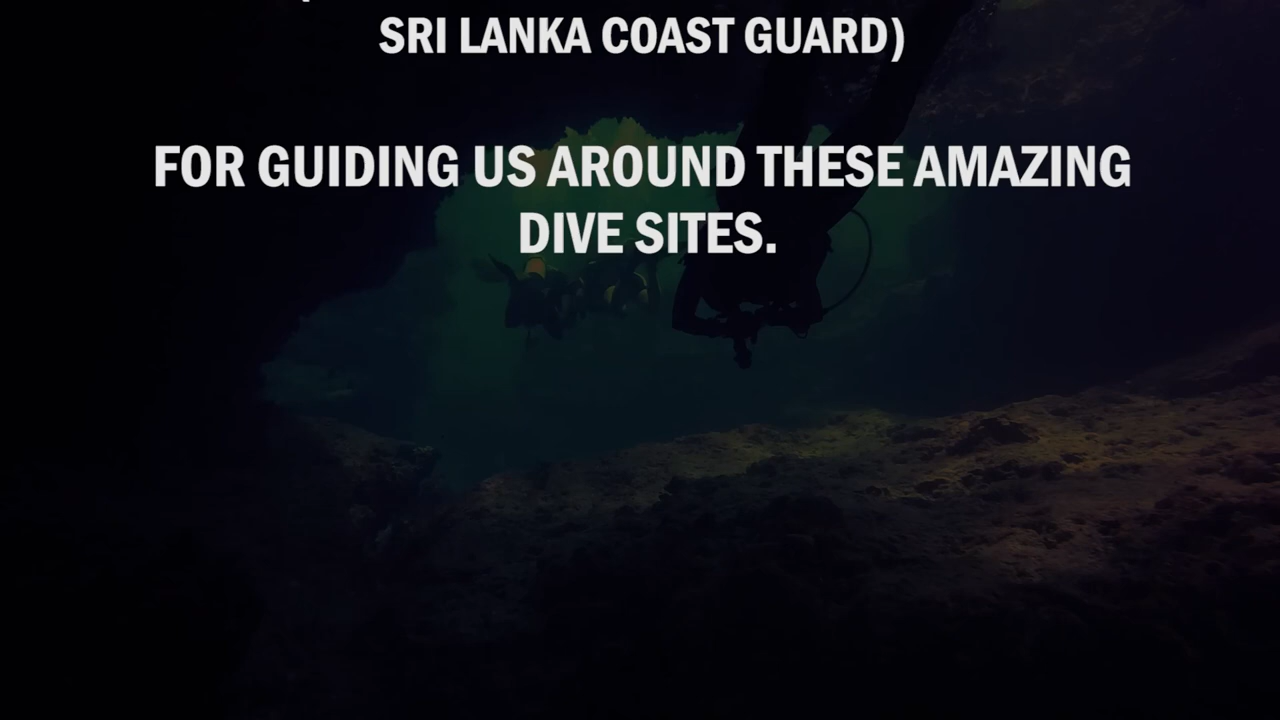 SRI LANKA COAST GUARD)
FOR GUIDING US AROUND THESE AMAZING
DIVE SITES.